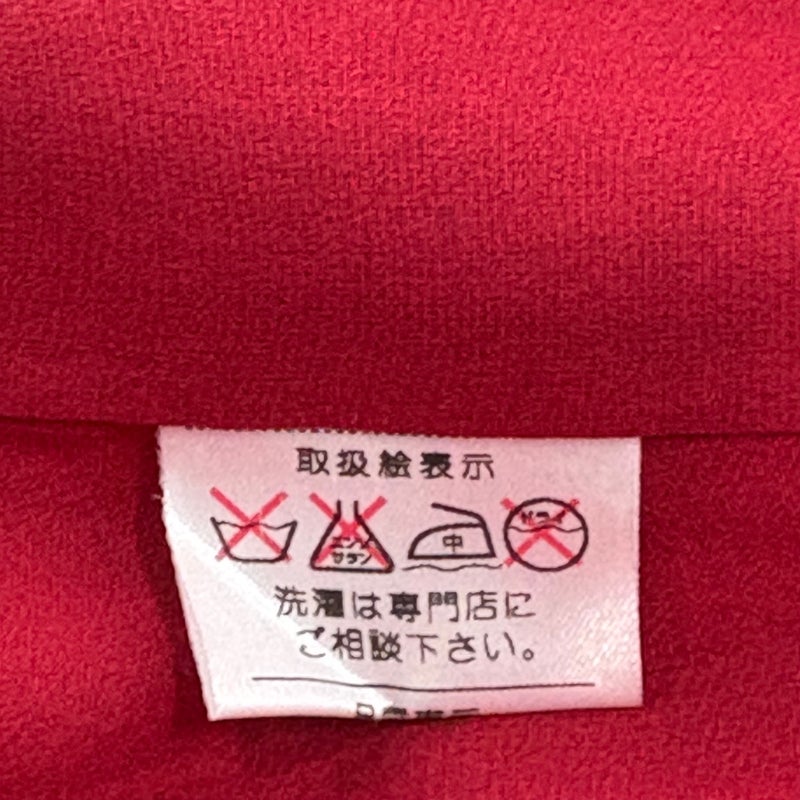 取扱絵表示
エンソ
サラシ
中
ドライ
洗濯は専門店に
ご相談下さい。